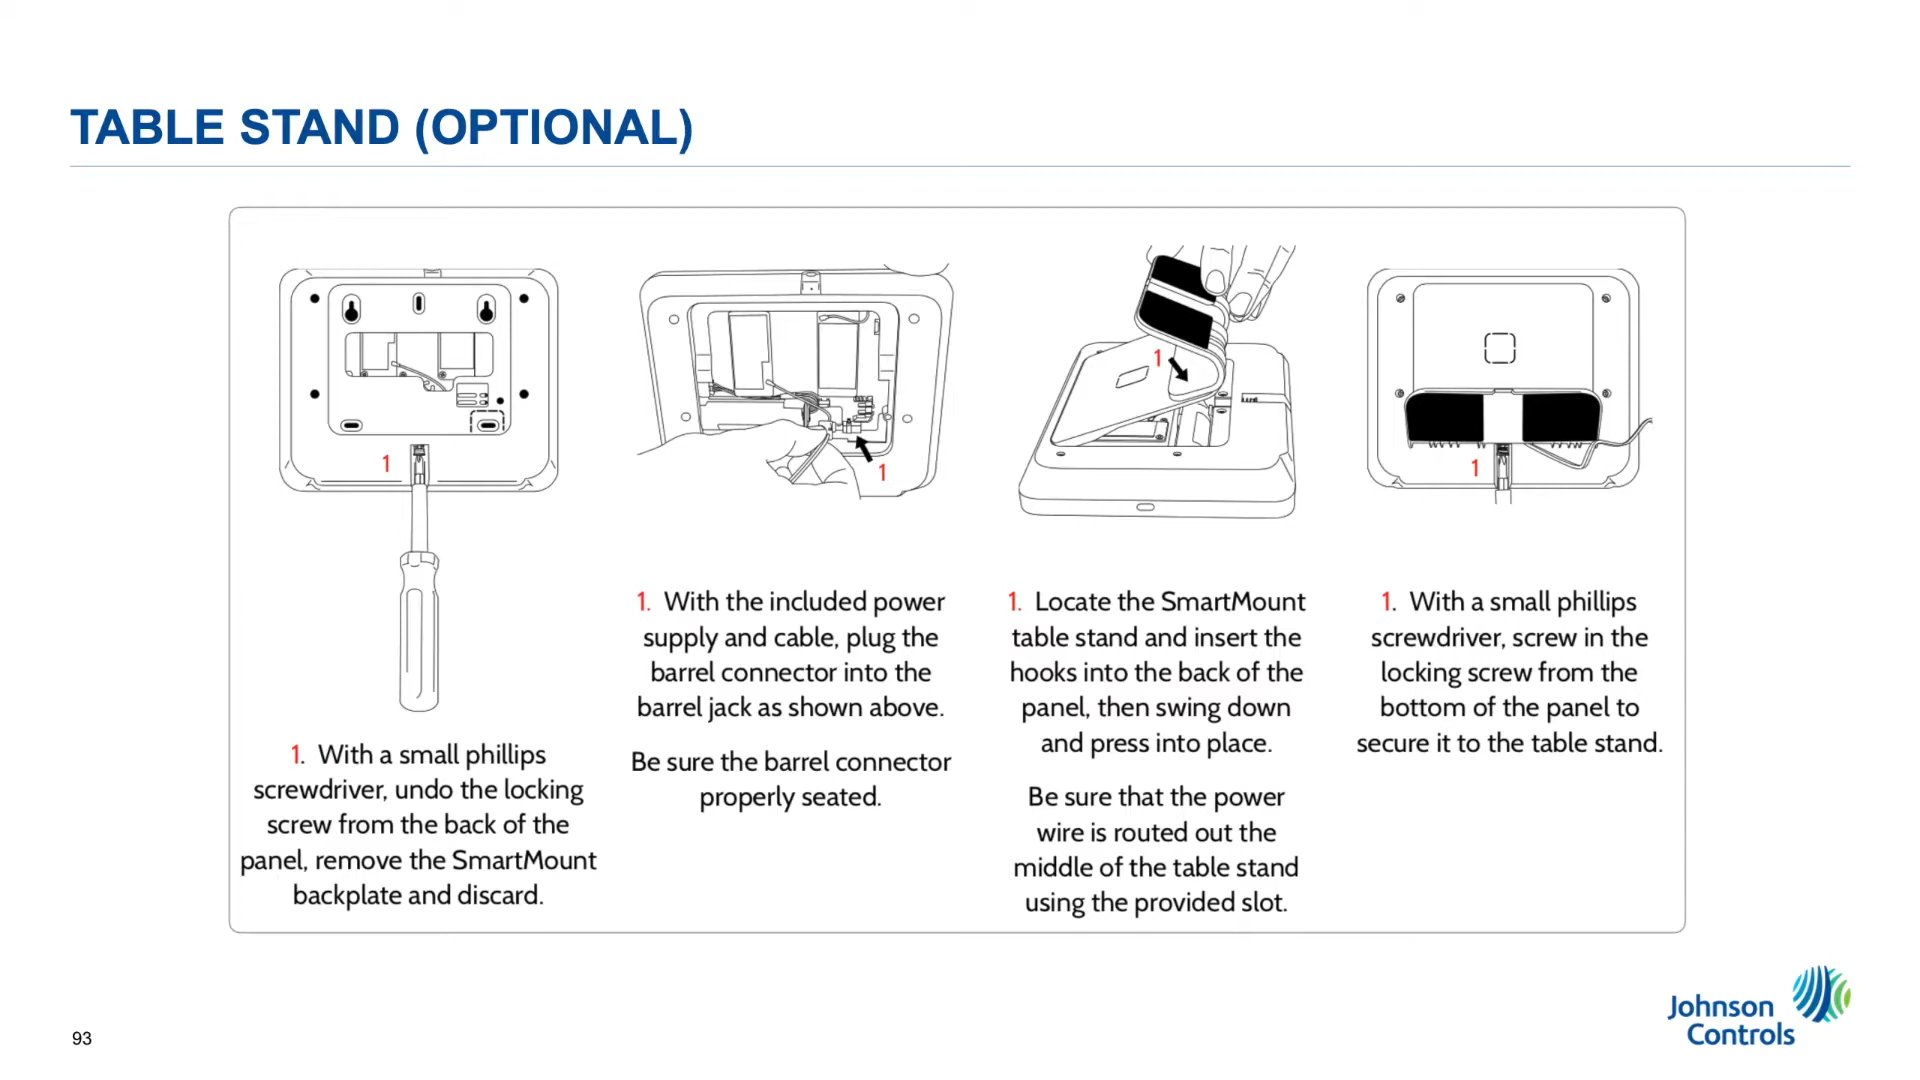 TABLE STAND (OPTIONAL)
1
1. With a small phillips
screwdriver, undo the locking
screw from the back of the
panel, remove the SmartMount
backplate and discard.
1
1. With the included power
supply and cable, plug the
barrel connector into the
barrel jack as shown above.
Be sure the barrel connector
properly seated.
1
1. Locate the SmartMount
table stand and insert the
hooks into the back of the
panel, then swing down
and press into place.
Be sure that the power
wire is routed out the
middle of the table stand
using the provided slot.
1
1. With a small phillips
screwdriver, screw in the
locking screw from the
bottom of the panel to
secure it to the table stand.
93
Johnson
Controls